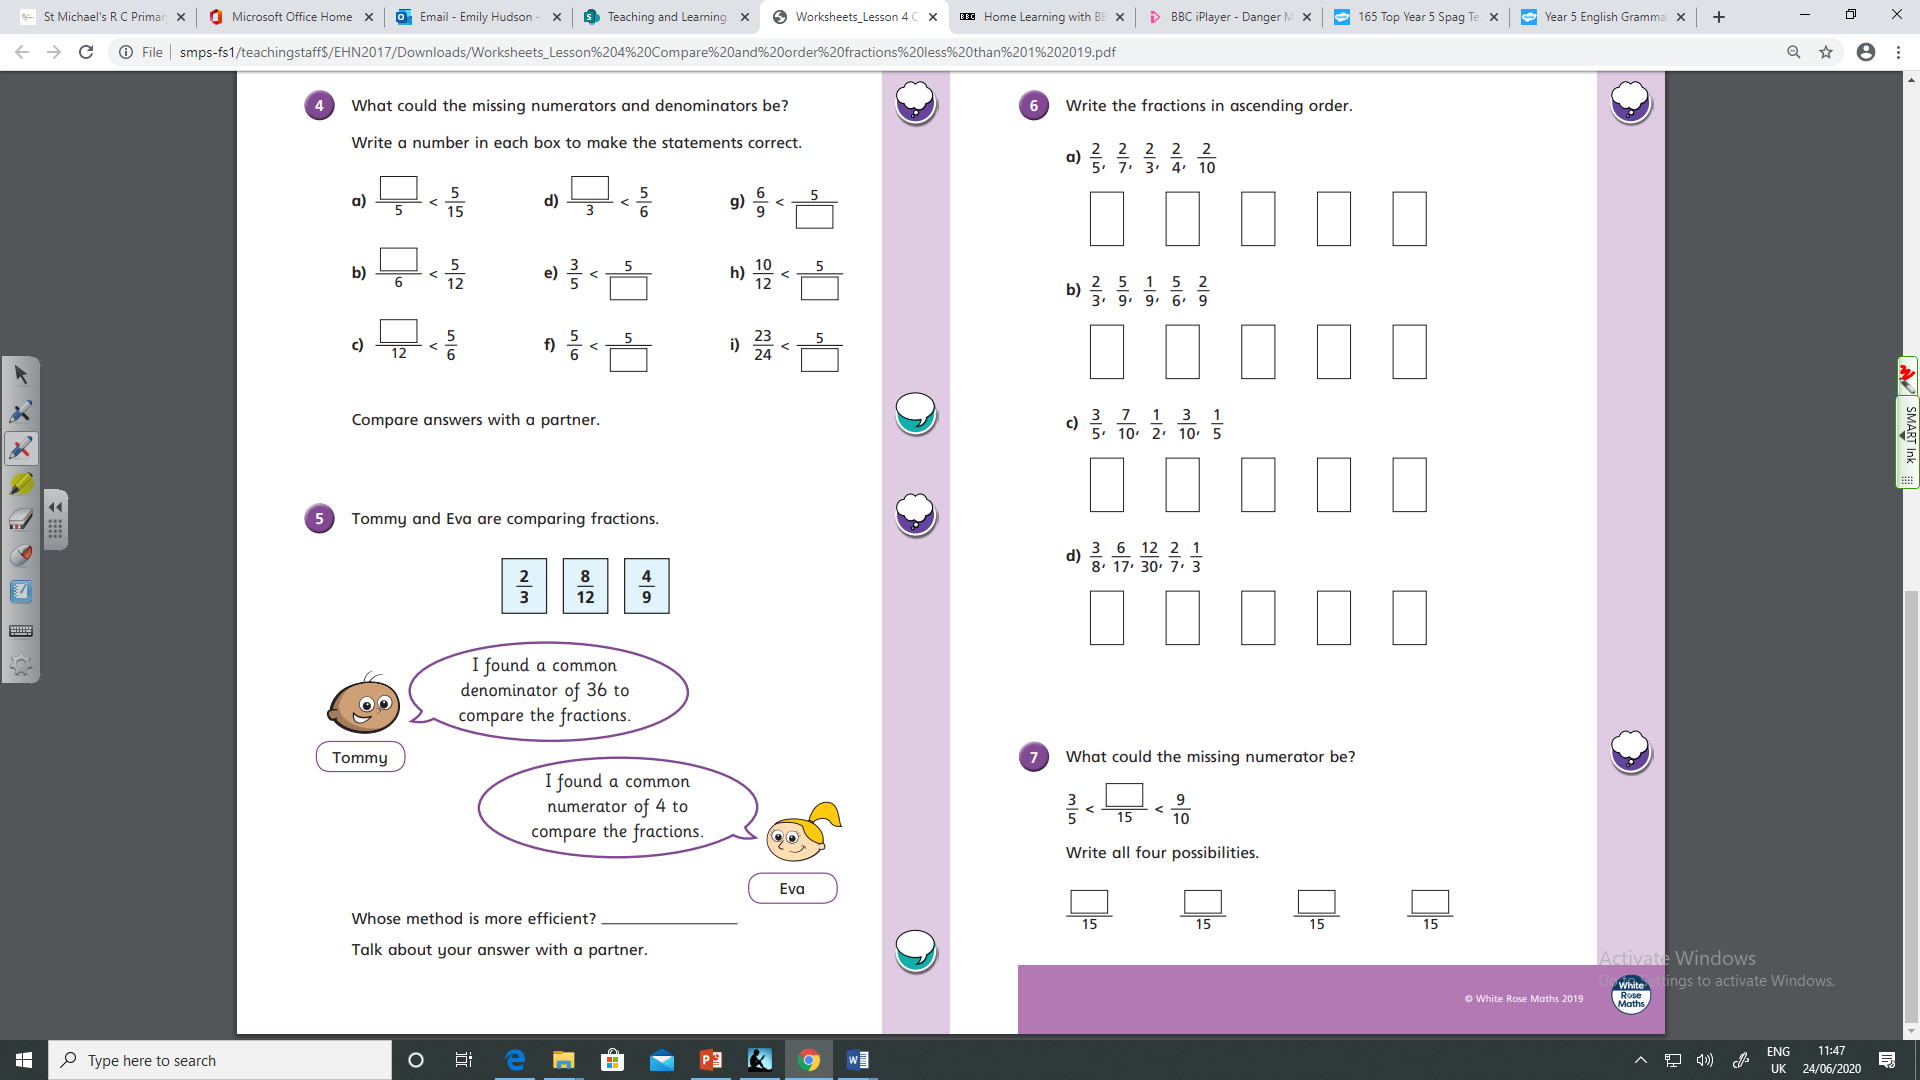 St Michael's R C Primar
Microsoft Office Home
Email - Emily Hudson -
Teaching and Learning
Worksheets_Lesson 4 C
BBC Home Learning with BB
BBC iPlayer - Danger M
165 Top Year 5 Spag Te
Year 5 English Gramma
File smps-fs1/teachingstaff$/EHN2017/Downloads/Worksheets_Lesson%204%20Compare%20and%20order%20fractions%20less%20than%201%202019.pdf
4 What could the missing numerators and denominators be?
Write a number in each box to make the statements correct.
a) /5 < 5/15
d) /3 < 5/6
g) 6/9 < 5/
b) /6 < 5/12
e) 3/5 < 5/
h) 10/12 < 5/
c) /12 < 5/6
f) 5/6 < 5/
i) 23/24 < 5/
Compare answers with a partner.
5 Tommy and Eva are comparing fractions.
2/3 8/12 4/9
I found a common
denominator of 36 to
compare the fractions.
Tommy
I found a common
numerator of 4 to
compare the fractions.
Eva
Whose method is more efficient?
Talk about your answer with a partner.
6 Write the fractions in ascending order.
a) 2/5, 2/7, 2/3, 2/4, 2/10
b) 2/3, 5/9, 1/9, 5/6, 2/9
c) 3/5, 7/10, 1/2, 3/10, 1/5
d) 3/8, 6/17, 12/30, 2/7, 1/3
7 What could the missing numerator be?
3/5 < /15 < 9/10
Write all four possibilities.
/15 /15 /15 /15
© White Rose Maths 2019
White
Rose
Maths
Activate Windows
Go to Settings to activate Windows.
SMART Ink
Type here to search
ENG
UK
11:47
24/06/2020